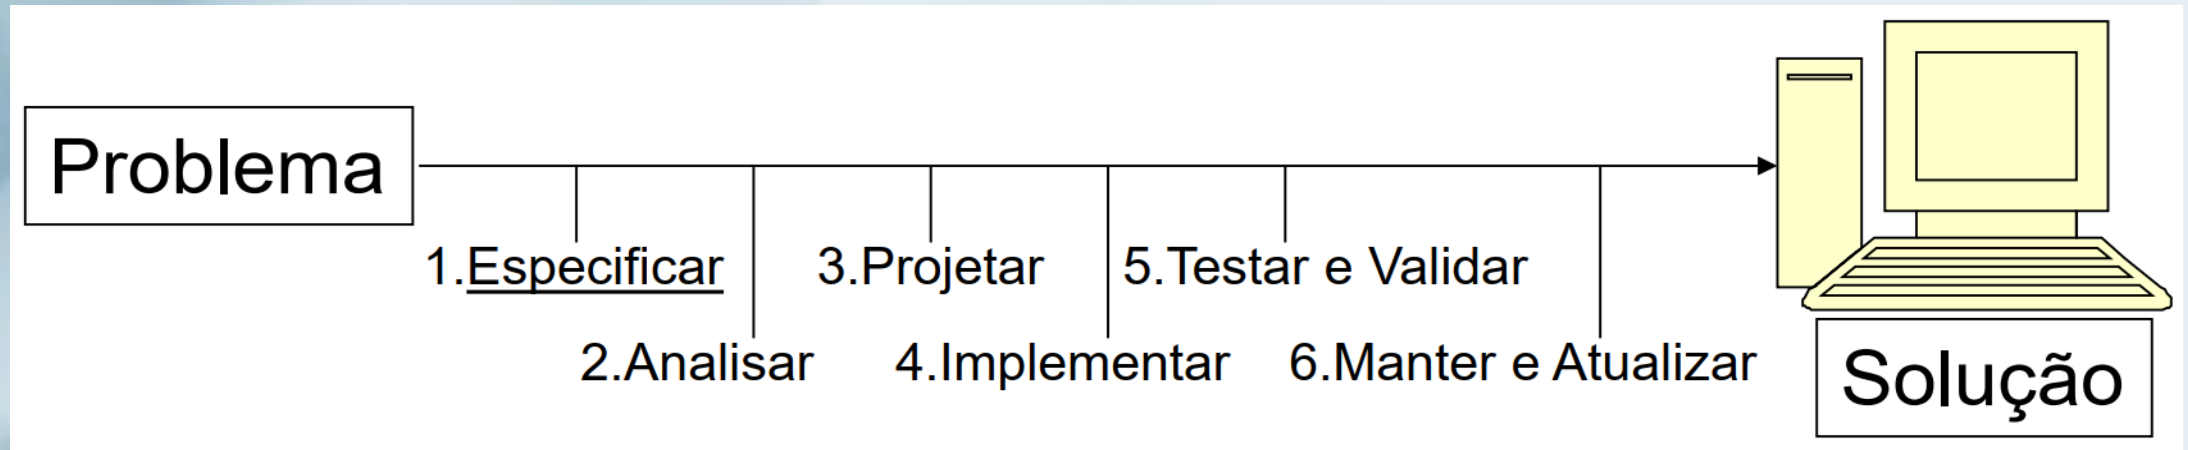 Problema
1.Especificar
3.Projetar
5.Testar e Validar
2.Analisar
4.Implementar
6.Manter e Atualizar
Solução